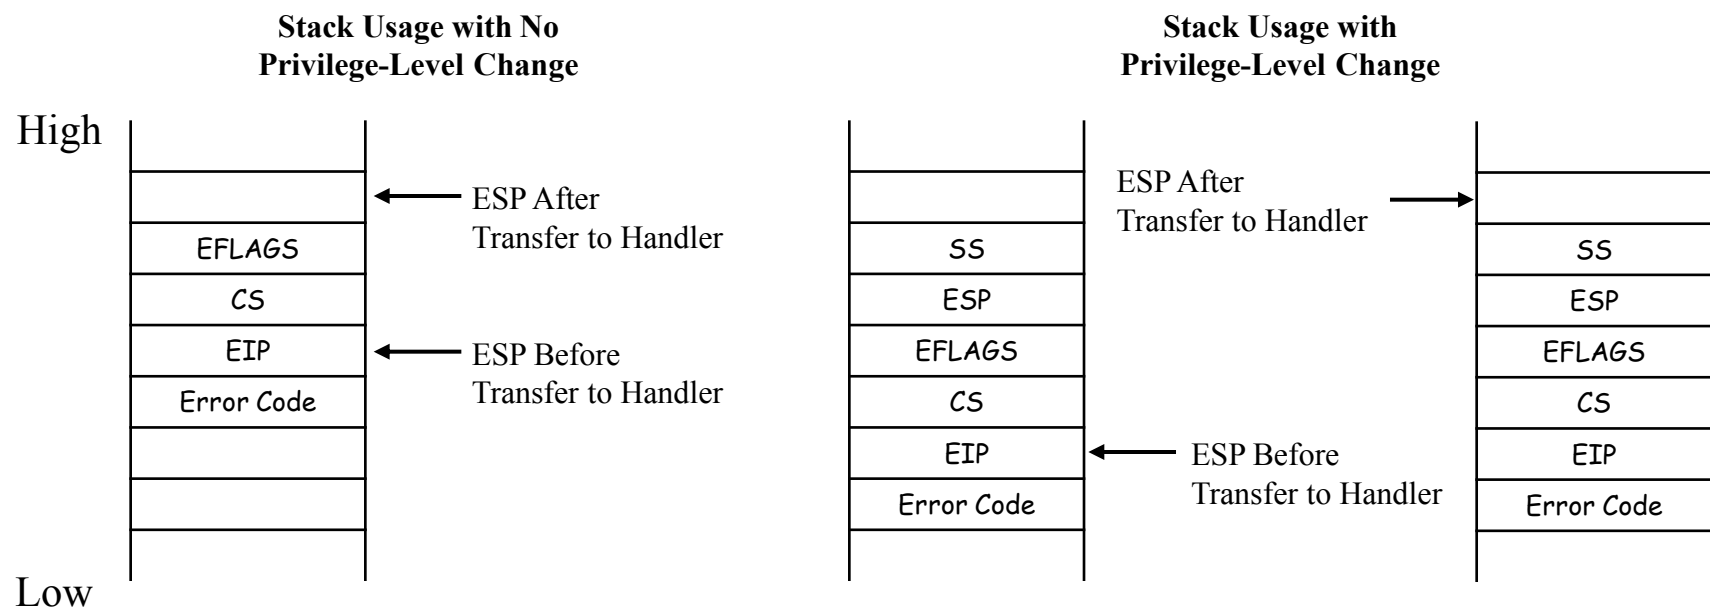 Stack Usage with No
Privilege-Level Change
High
ESP After
Transfer to Handler
EFLAGS
CS
EIP
ESP Before
Transfer to Handler
Error Code
Low
Stack Usage with
Privilege-Level Change
ESP After
Transfer to Handler
SS
ESP
EFLAGS
CS
EIP
ESP Before
Transfer to Handler
Error Code
SS
ESP
EFLAGS
CS
EIP
Error Code